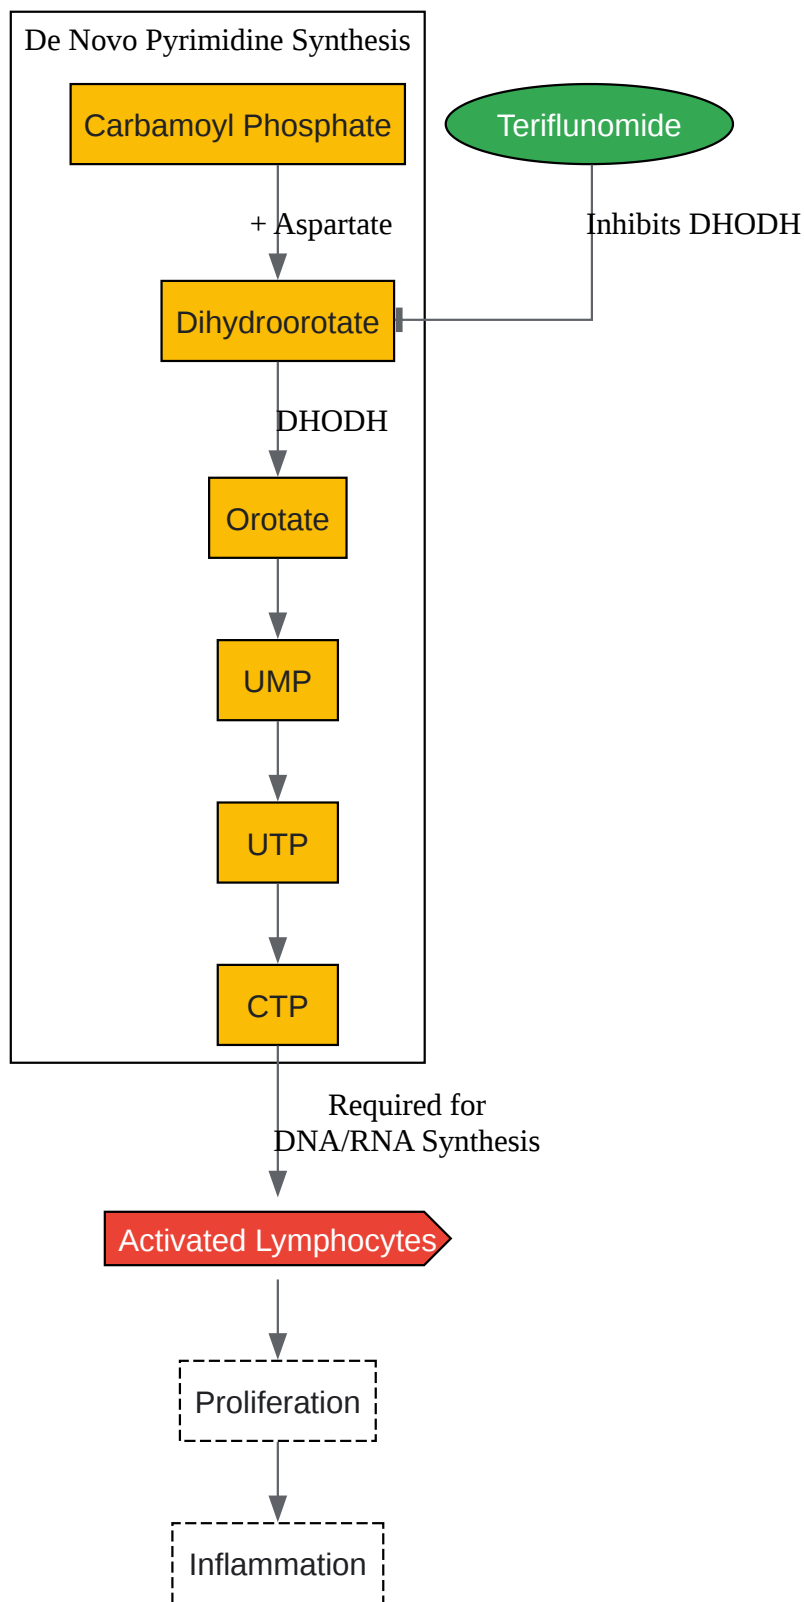 De Novo Pyrimidine Synthesis
Carbamoyl Phosphate
Teriflunomide
+ Aspartate
Inhibits DHODH
Dihydroorotate
DHODH
Orotate
UMP
UTP
CTP
Required for
DNA/RNA Synthesis
Activated Lymphocytes
Proliferation
Inflammation